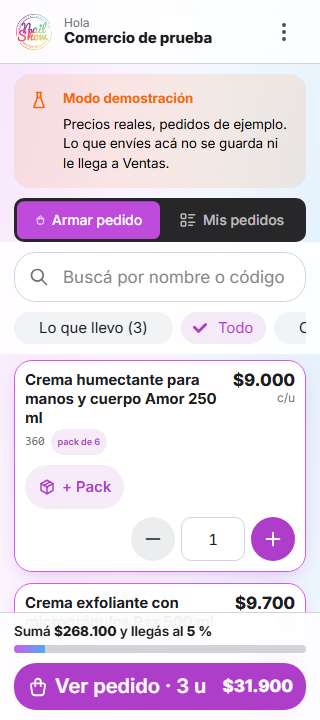 Nail
Show
Hola
Comercio de prueba
Modo demostración
Precios reales, pedidos de ejemplo.
Lo que envíes acá no se guarda ni
le llega a Ventas.
Armar pedido
Mis pedidos
Buscá por nombre o código
Lo que llevo (3)
Todo
Crema humectante para
manos y cuerpo Amor 250
ml
$9.000
c/u
360
pack de 6
+ Pack
1
Crema exfoliante con
$9.700
Sumá $268.100 y llegás al 5 %
Ver pedido · 3 u
$31.900